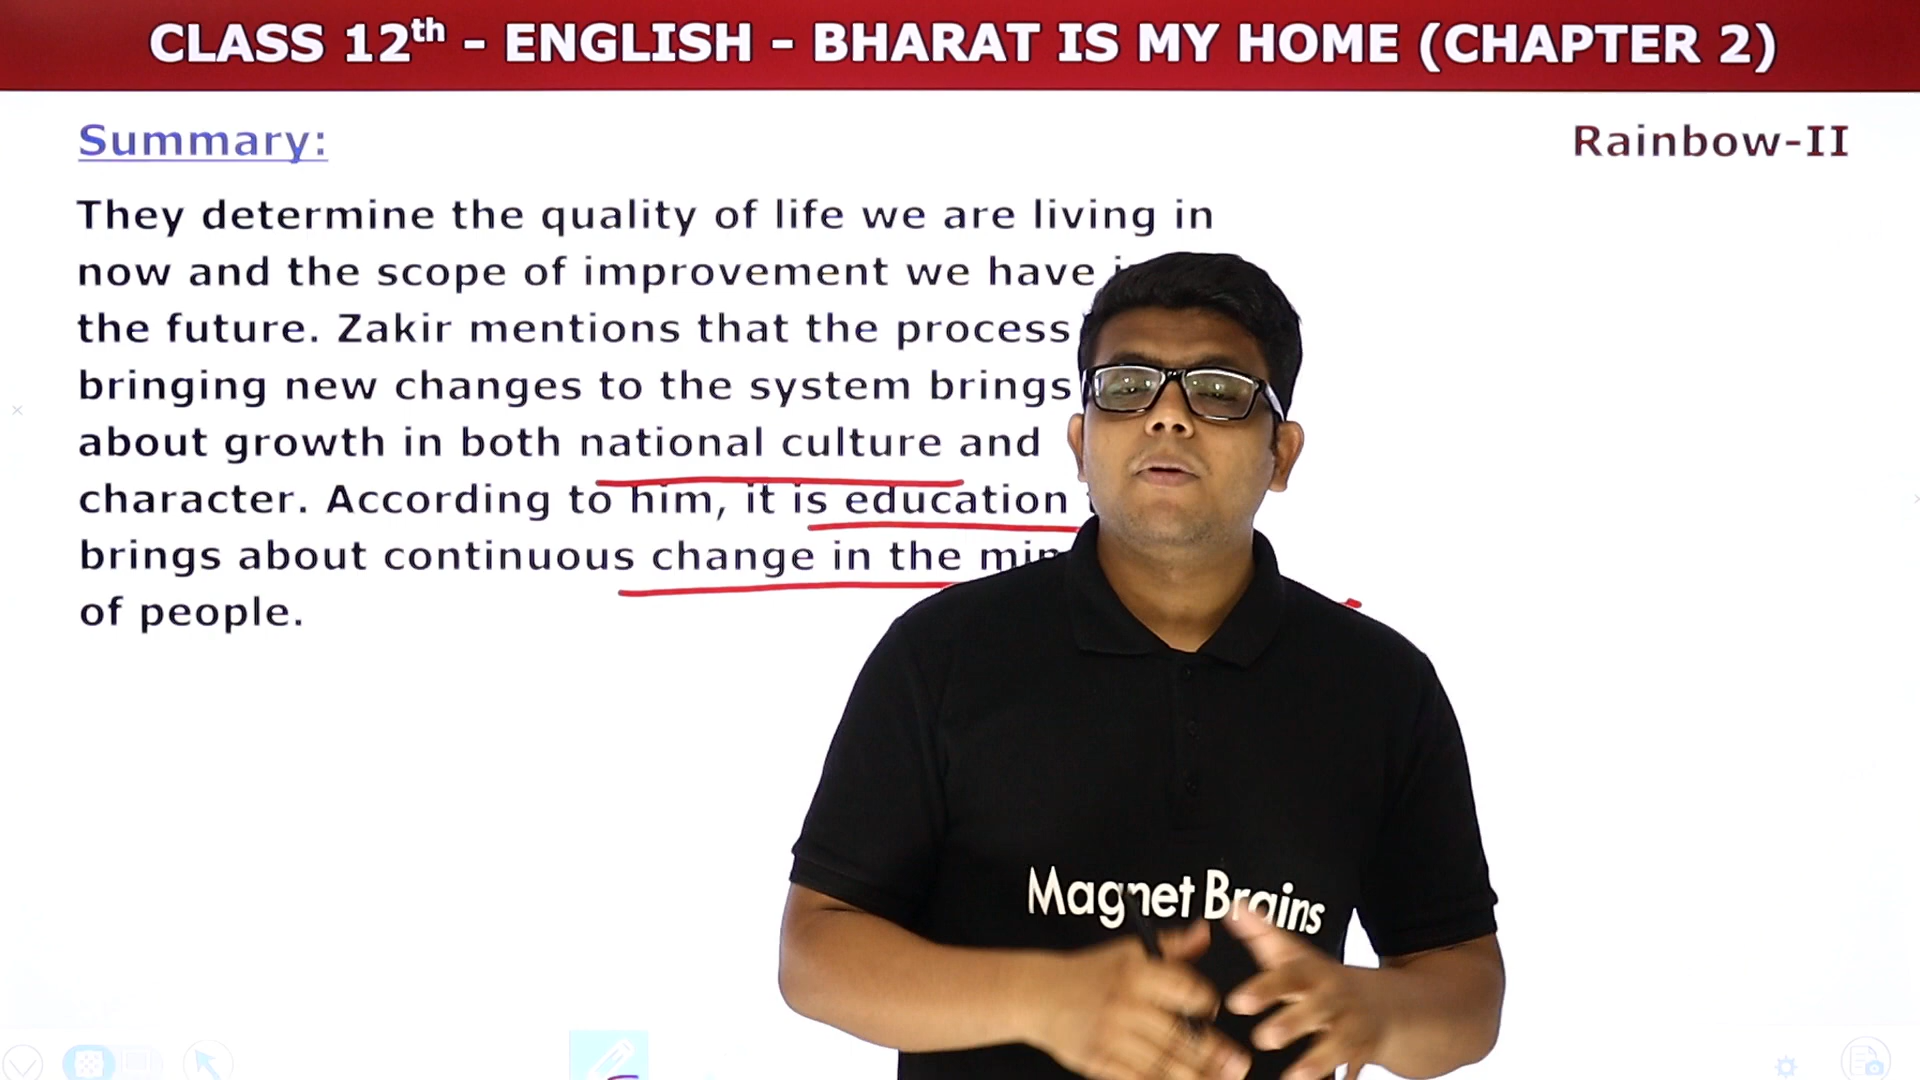 CLASS 12th - ENGLISH - BHARAT IS MY HOME (CHAPTER 2)
Summary:
Rainbow-II
They determine the quality of life we are living in
now and the scope of improvement we have
the future. Zakir mentions that the process
bringing new changes to the system brings
about growth in both national culture and
character. According to him, it is education
brings about continuous change in the
of people.
Magnet Brains